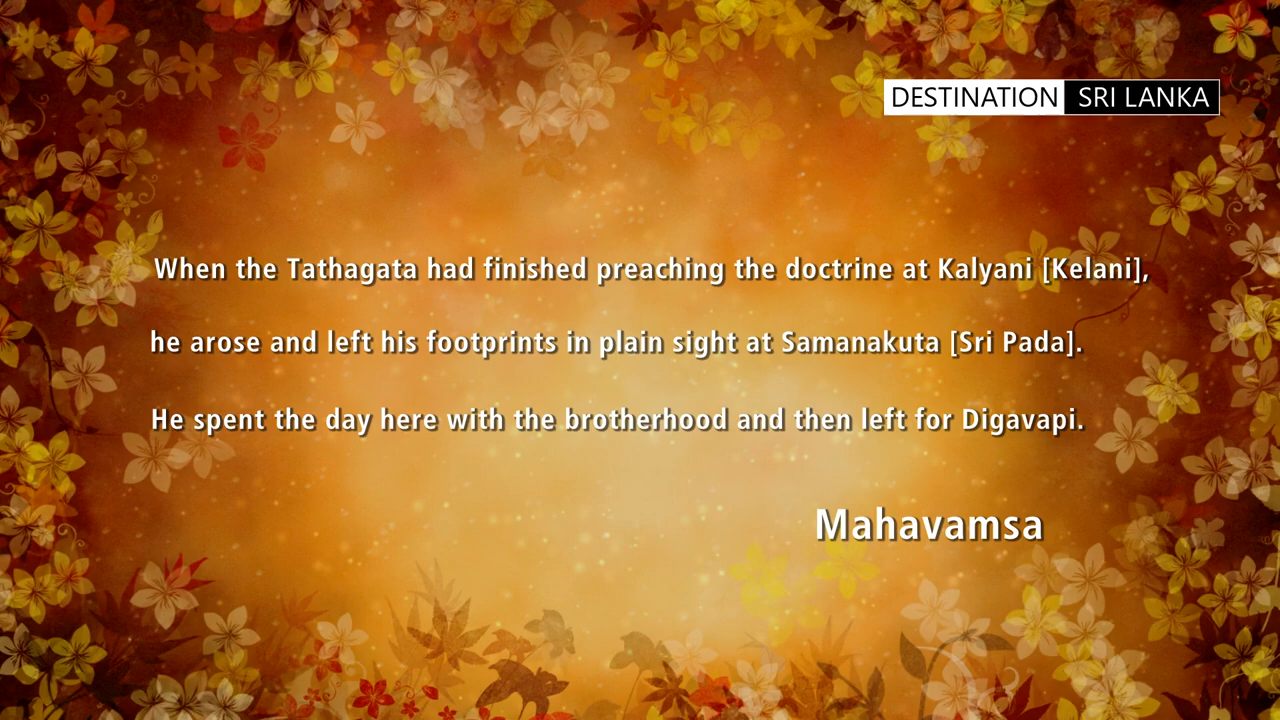 DESTINATION SRI LANKA
When the Tathagata had finished preaching the doctrine at Kalyani [Kelani],
he arose and left his footprints in plain sight at Samanakuta [Sri Pada].
He spent the day here with the brotherhood and then left for Digavapi.
Mahavamsa